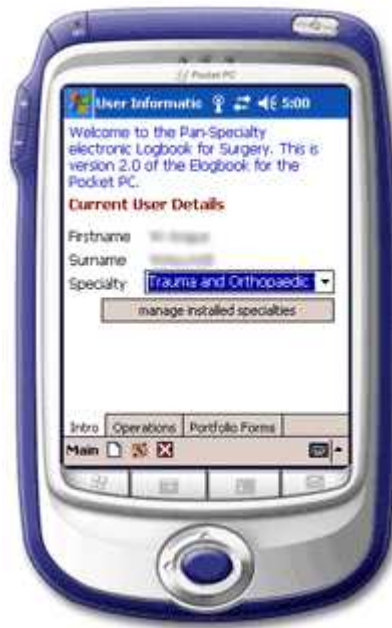 Pocket PC
User Informatic 5:00
Welcome to the Pan-Specialty
electronic Logbook for Surgery. This is
version 2.0 of the Elogbook for the
Pocket PC.
Current User Details
Firstname
Surname
Specialty Trauma and Orthopaedic
manage installed specialties
Intro Operations Portfolio Forms
Main